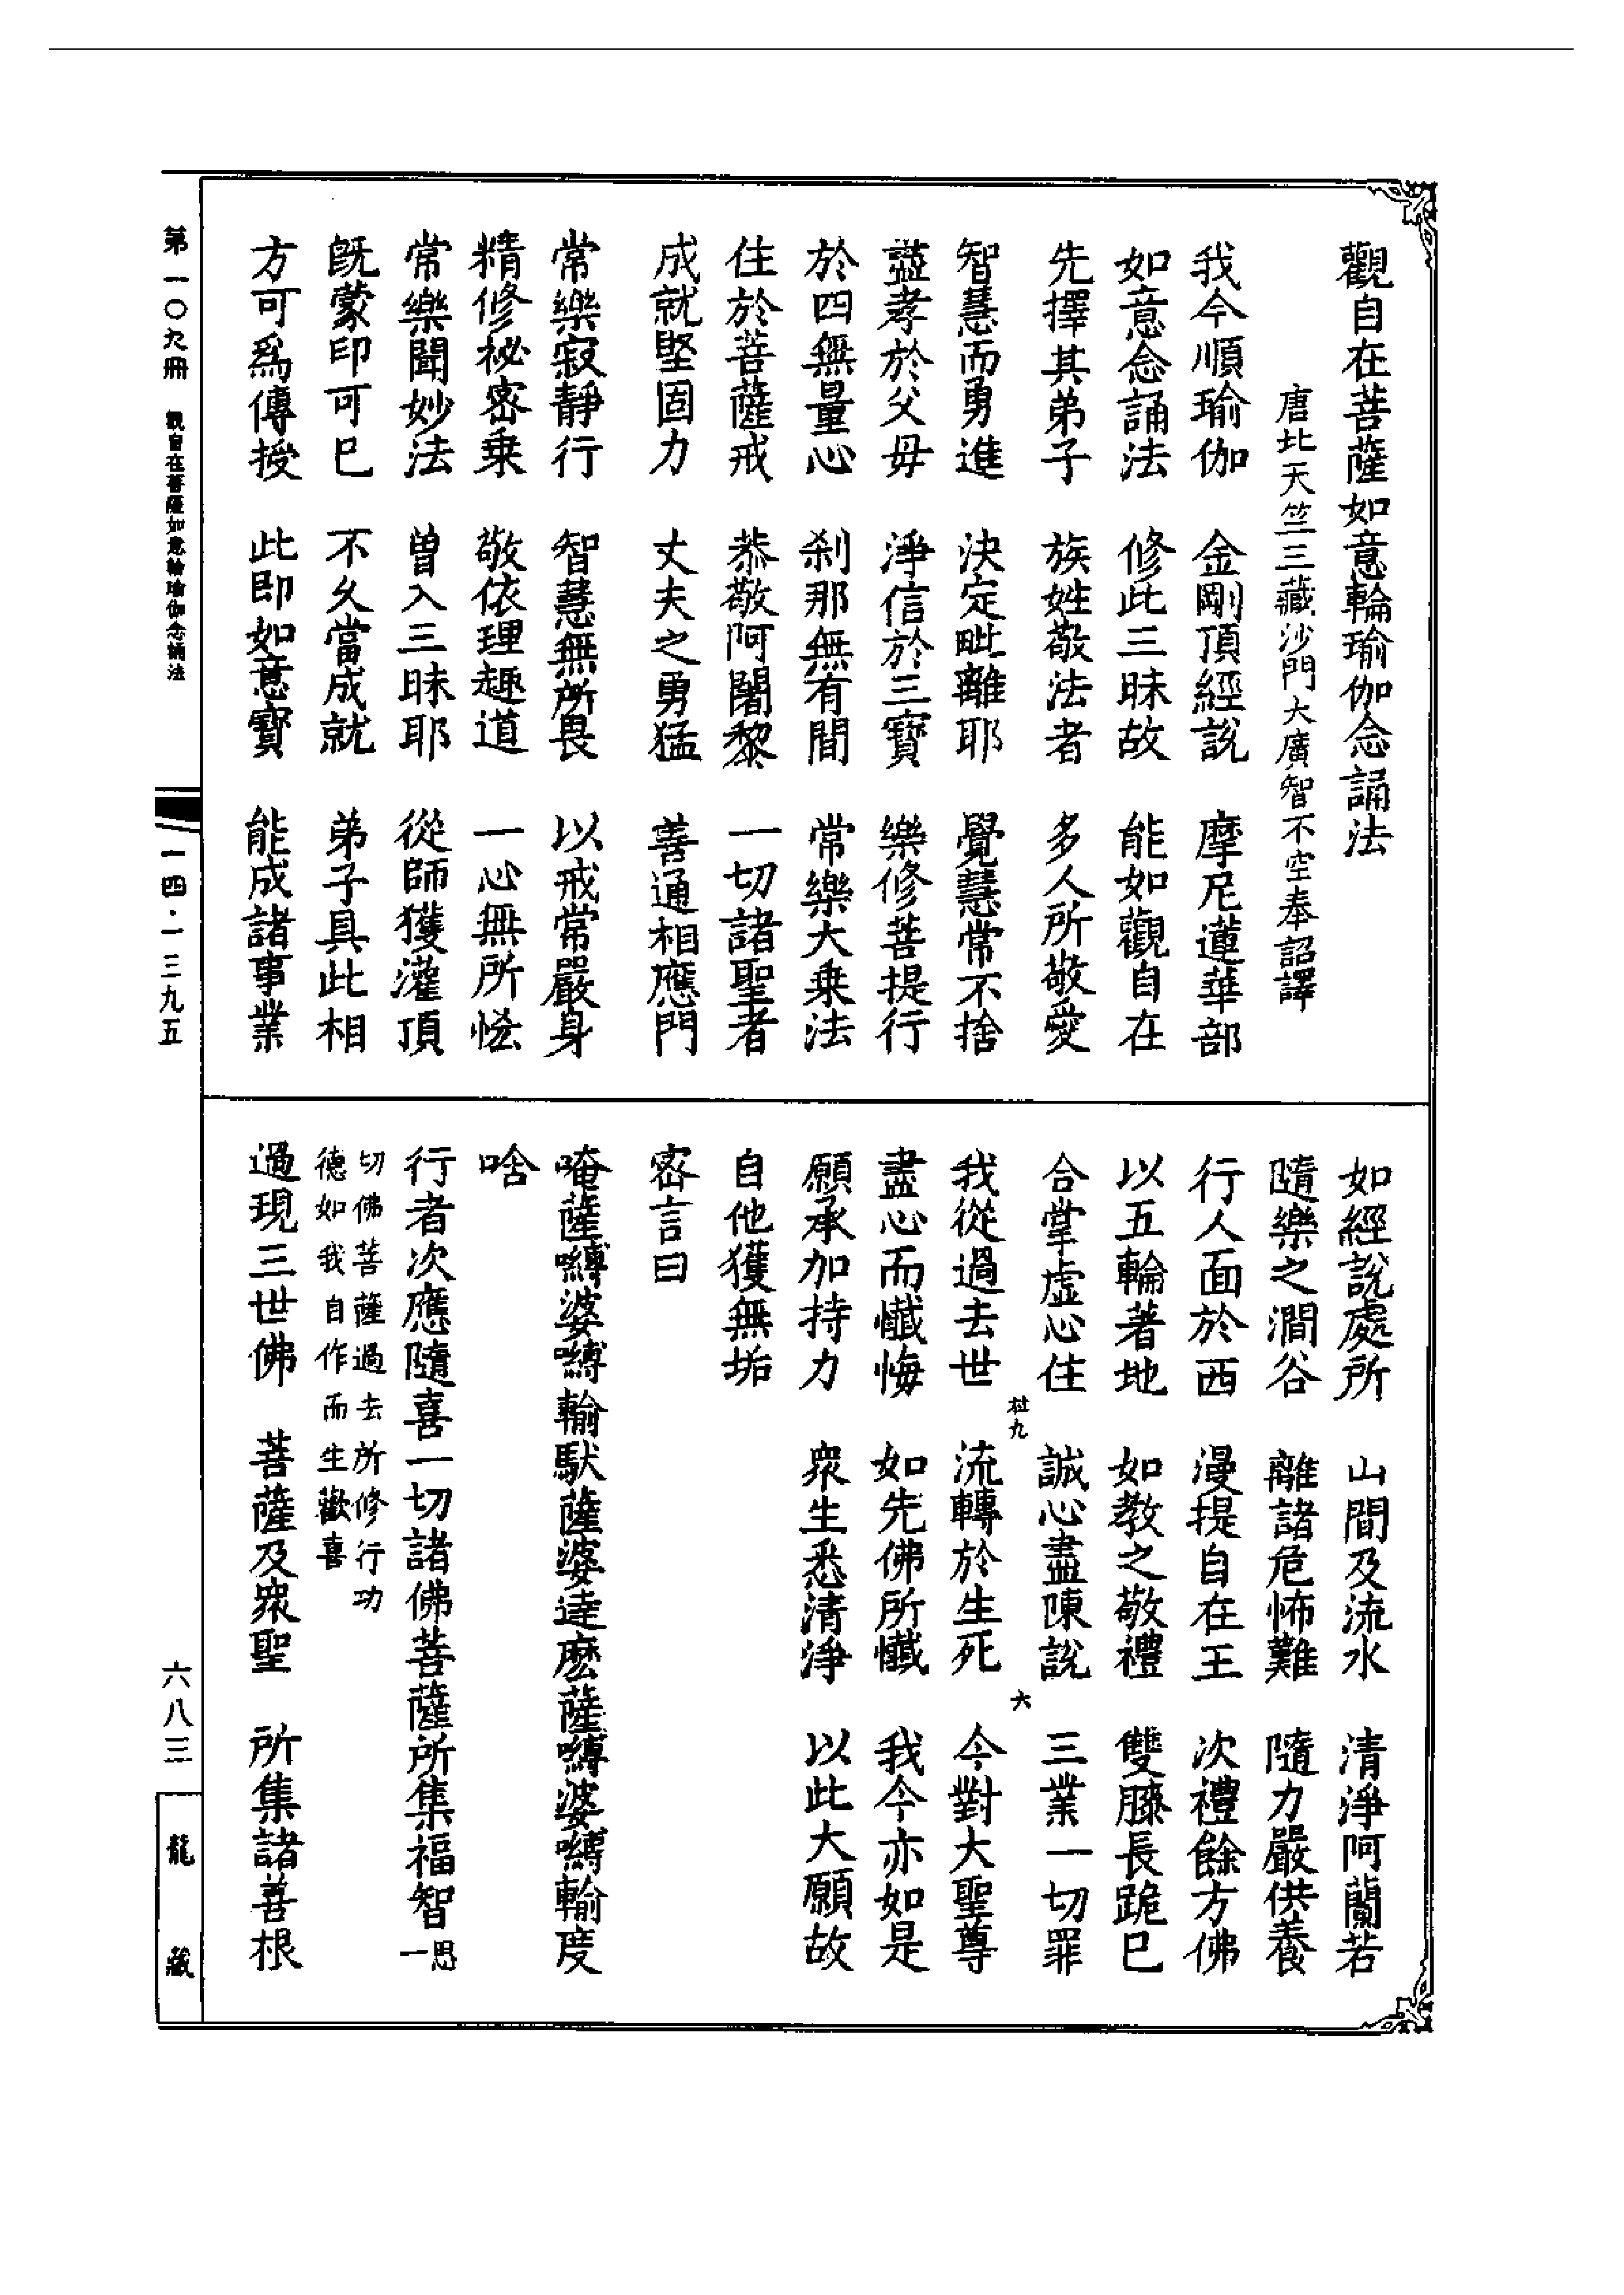 觀自在菩薩如意輪瑜伽念誦法
唐北天竺三藏沙門大廣智不空奉詔譯
我今順瑜伽　金剛頂經說　摩尼蓮華部
如意念誦法　修此三昧故　能如觀自在
先擇其弟子　族姓敬法者　多人所敬愛
智慧而勇進　決定毗離耶　覺慧常不捨
盡孝於父母　淨信於三寶　樂修菩提行
於四無量心　刹那無有間　常樂大乘法
住於菩薩戒　恭敬阿闍黎　一切諸聖者
成就堅固力　丈夫之勇猛　善通相應門
常樂寂靜行　智慧無所畏　以戒常嚴身
精修祕密乘　敬依理趣道　一心無所恡
常樂聞妙法　曾入三昧耶　從師獲灌頂
旣蒙印可已　不久當成就　弟子具此相
方可爲傳授　此卽如意寶　能成諸事業
如經說處所　山間及流水　清淨阿蘭若
隨樂之澗谷　離諸危怖難　隨力嚴供養
行人面於西　漫提自在王　次禮餘方佛
以五輪著地　如教之敬禮　雙膝長跪已
合掌虛心住　誠心盡陳說　三業一切罪
我從過去世　流轉於生死　今對大聖尊
盡心而懺悔　如先佛所懺　我今亦如是
願承加持力　衆生悉清淨　以此大願故
自他獲無垢
密言曰
唵薩嚩婆嚩輸馱薩婆達麼薩嚩婆嚩輸度
唅
行者次應隨喜一切諸佛菩薩所集福智思一
切佛菩薩過去所修行功
德如我自作而生歡喜
過現三世佛　菩薩及衆聖　所集諸善根
第一〇九冊　觀自在菩薩如意輪瑜伽念誦法
一四·一三九五
六八三
龍藏
九
六